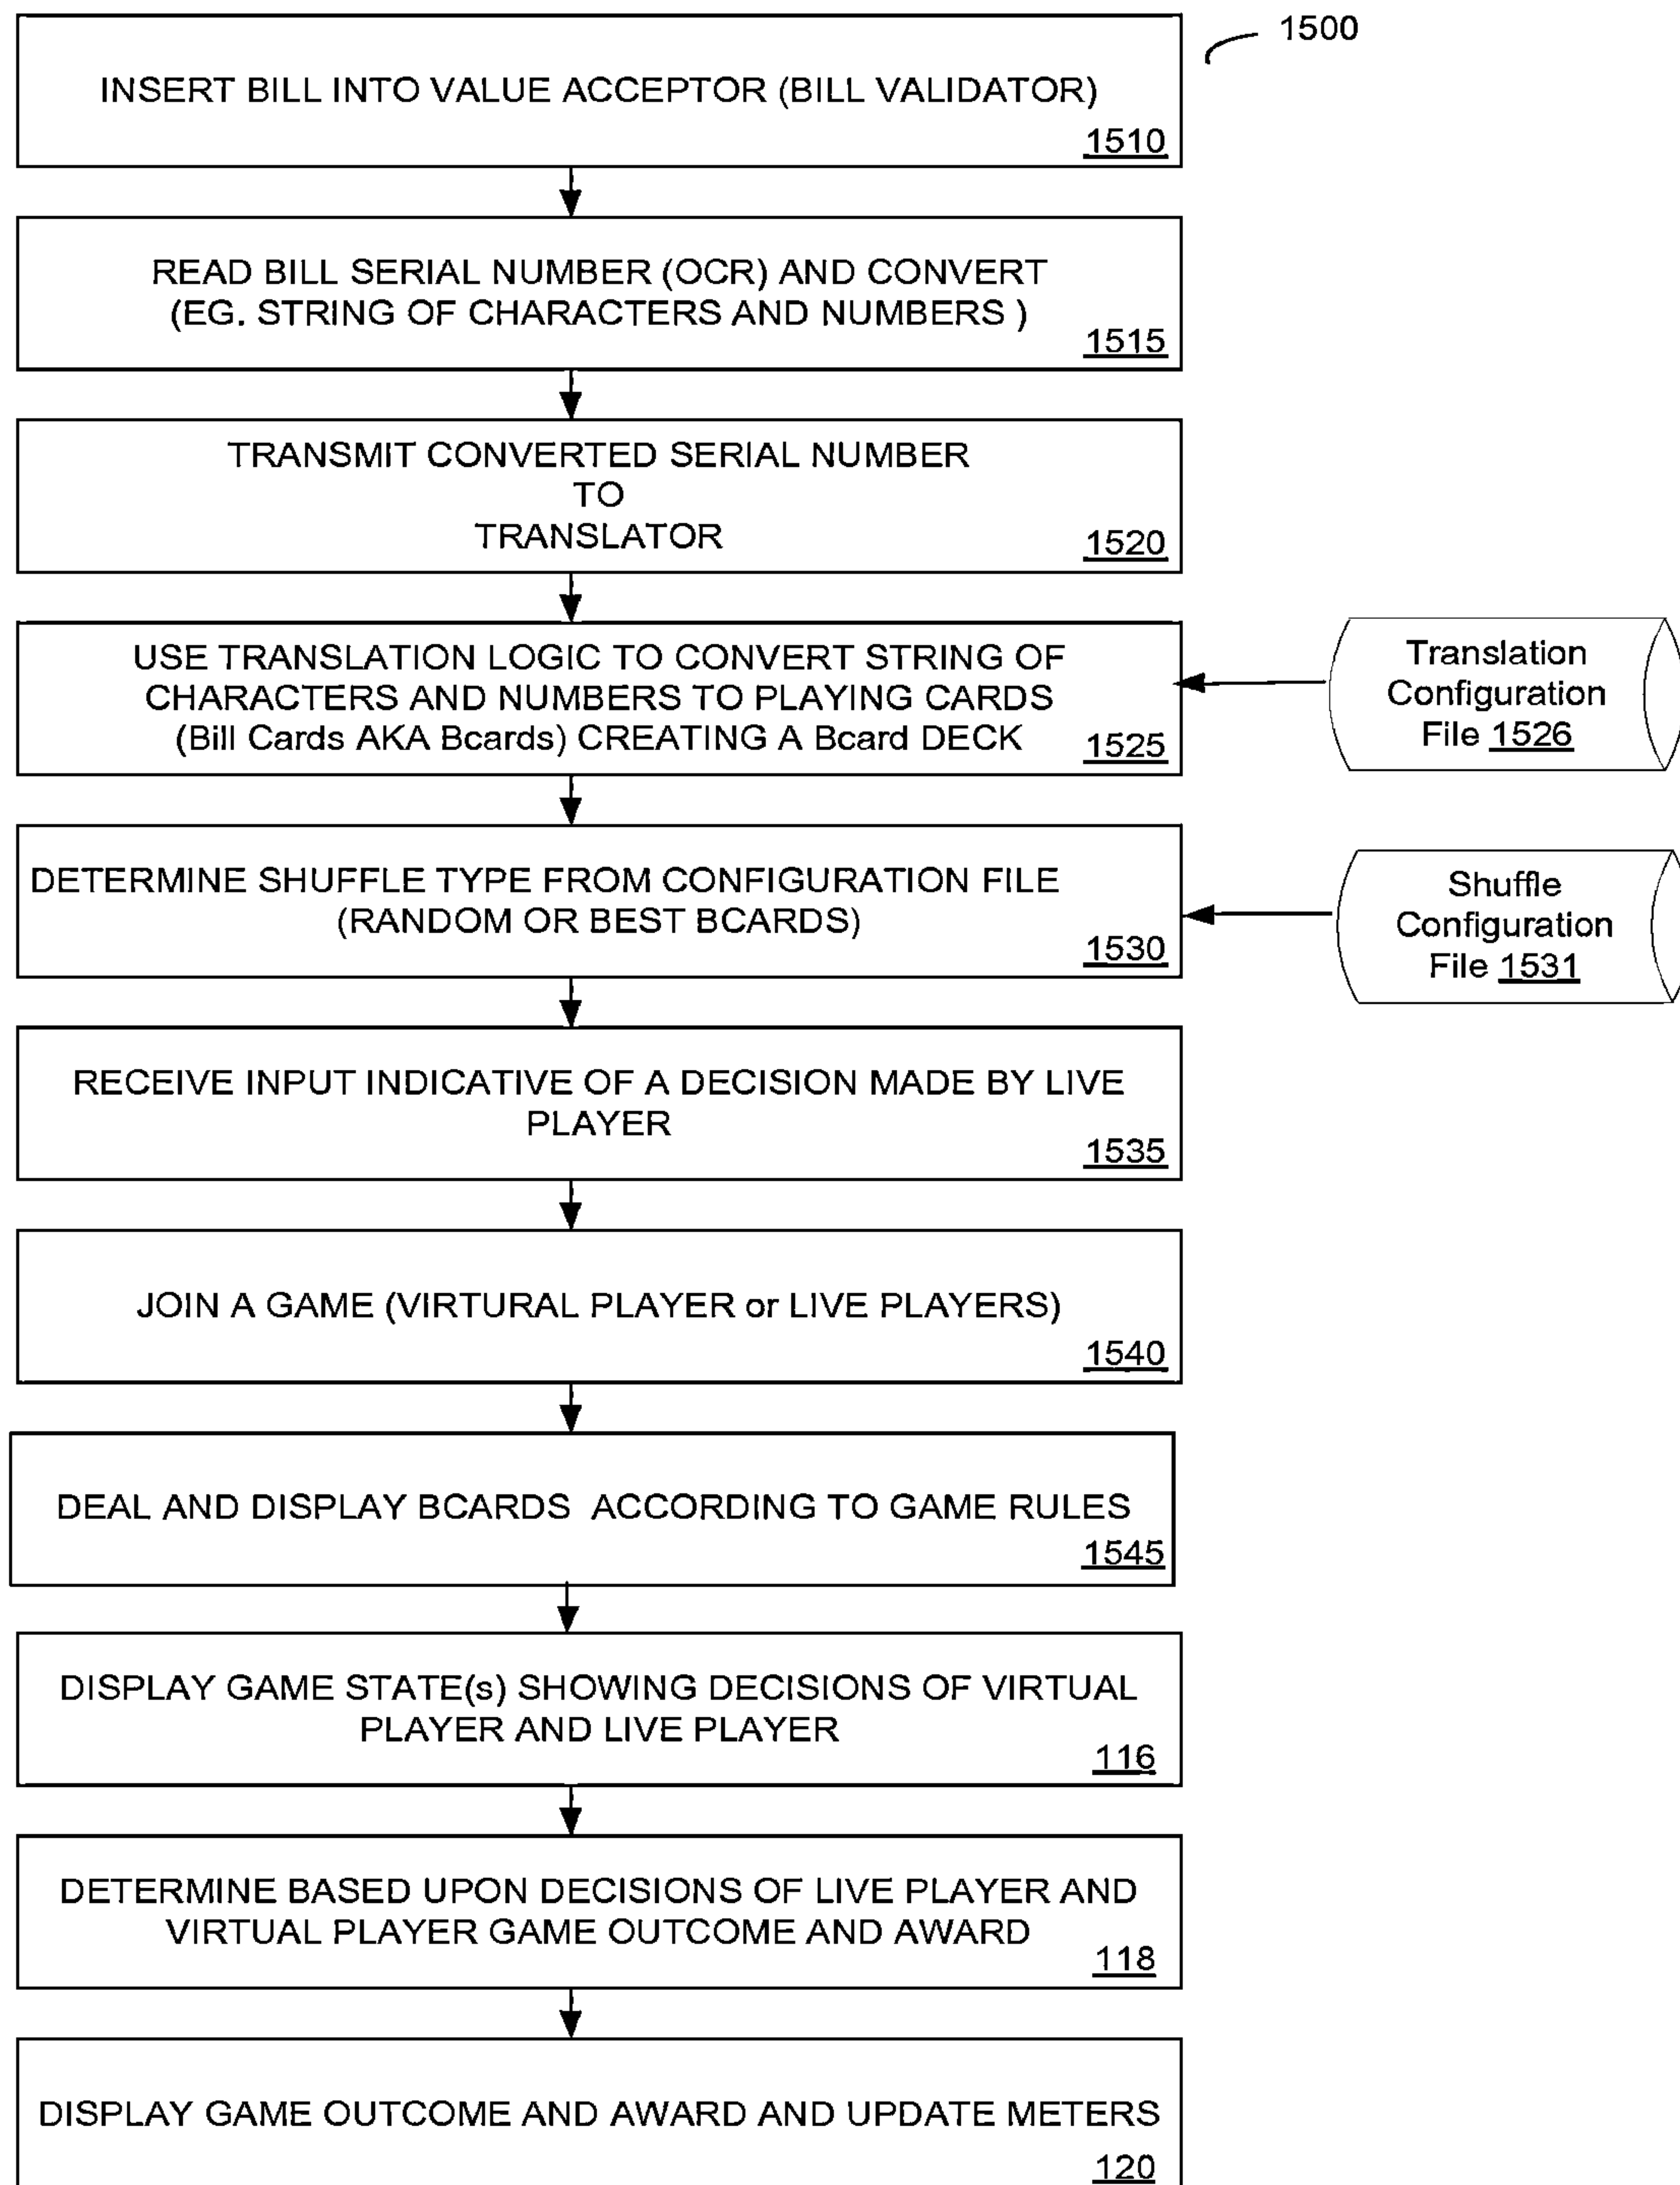 1500
INSERT BILL INTO VALUE ACCEPTOR (BILL VALIDATOR)
1510
READ BILL SERIAL NUMBER (OCR) AND CONVERT
(EG. STRING OF CHARACTERS AND NUMBERS )
1515
TRANSMIT CONVERTED SERIAL NUMBER
TO
TRANSLATOR
1520
USE TRANSLATION LOGIC TO CONVERT STRING OF
CHARACTERS AND NUMBERS TO PLAYING CARDS
(Bill Cards AKA Bcards) CREATING A Bcard DECK
1525
Translation
Configuration
File 1526
DETERMINE SHUFFLE TYPE FROM CONFIGURATION FILE
(RANDOM OR BEST BCARDS)
1530
Shuffle
Configuration
File 1531
RECEIVE INPUT INDICATIVE OF A DECISION MADE BY LIVE
PLAYER
1535
JOIN A GAME (VIRTURAL PLAYER or LIVE PLAYERS)
1540
DEAL AND DISPLAY BCARDS ACCORDING TO GAME RULES
1545
DISPLAY GAME STATE(s) SHOWING DECISIONS OF VIRTUAL
PLAYER AND LIVE PLAYER
116
DETERMINE BASED UPON DECISIONS OF LIVE PLAYER AND
VIRTUAL PLAYER GAME OUTCOME AND AWARD
118
DISPLAY GAME OUTCOME AND AWARD AND UPDATE METERS
120